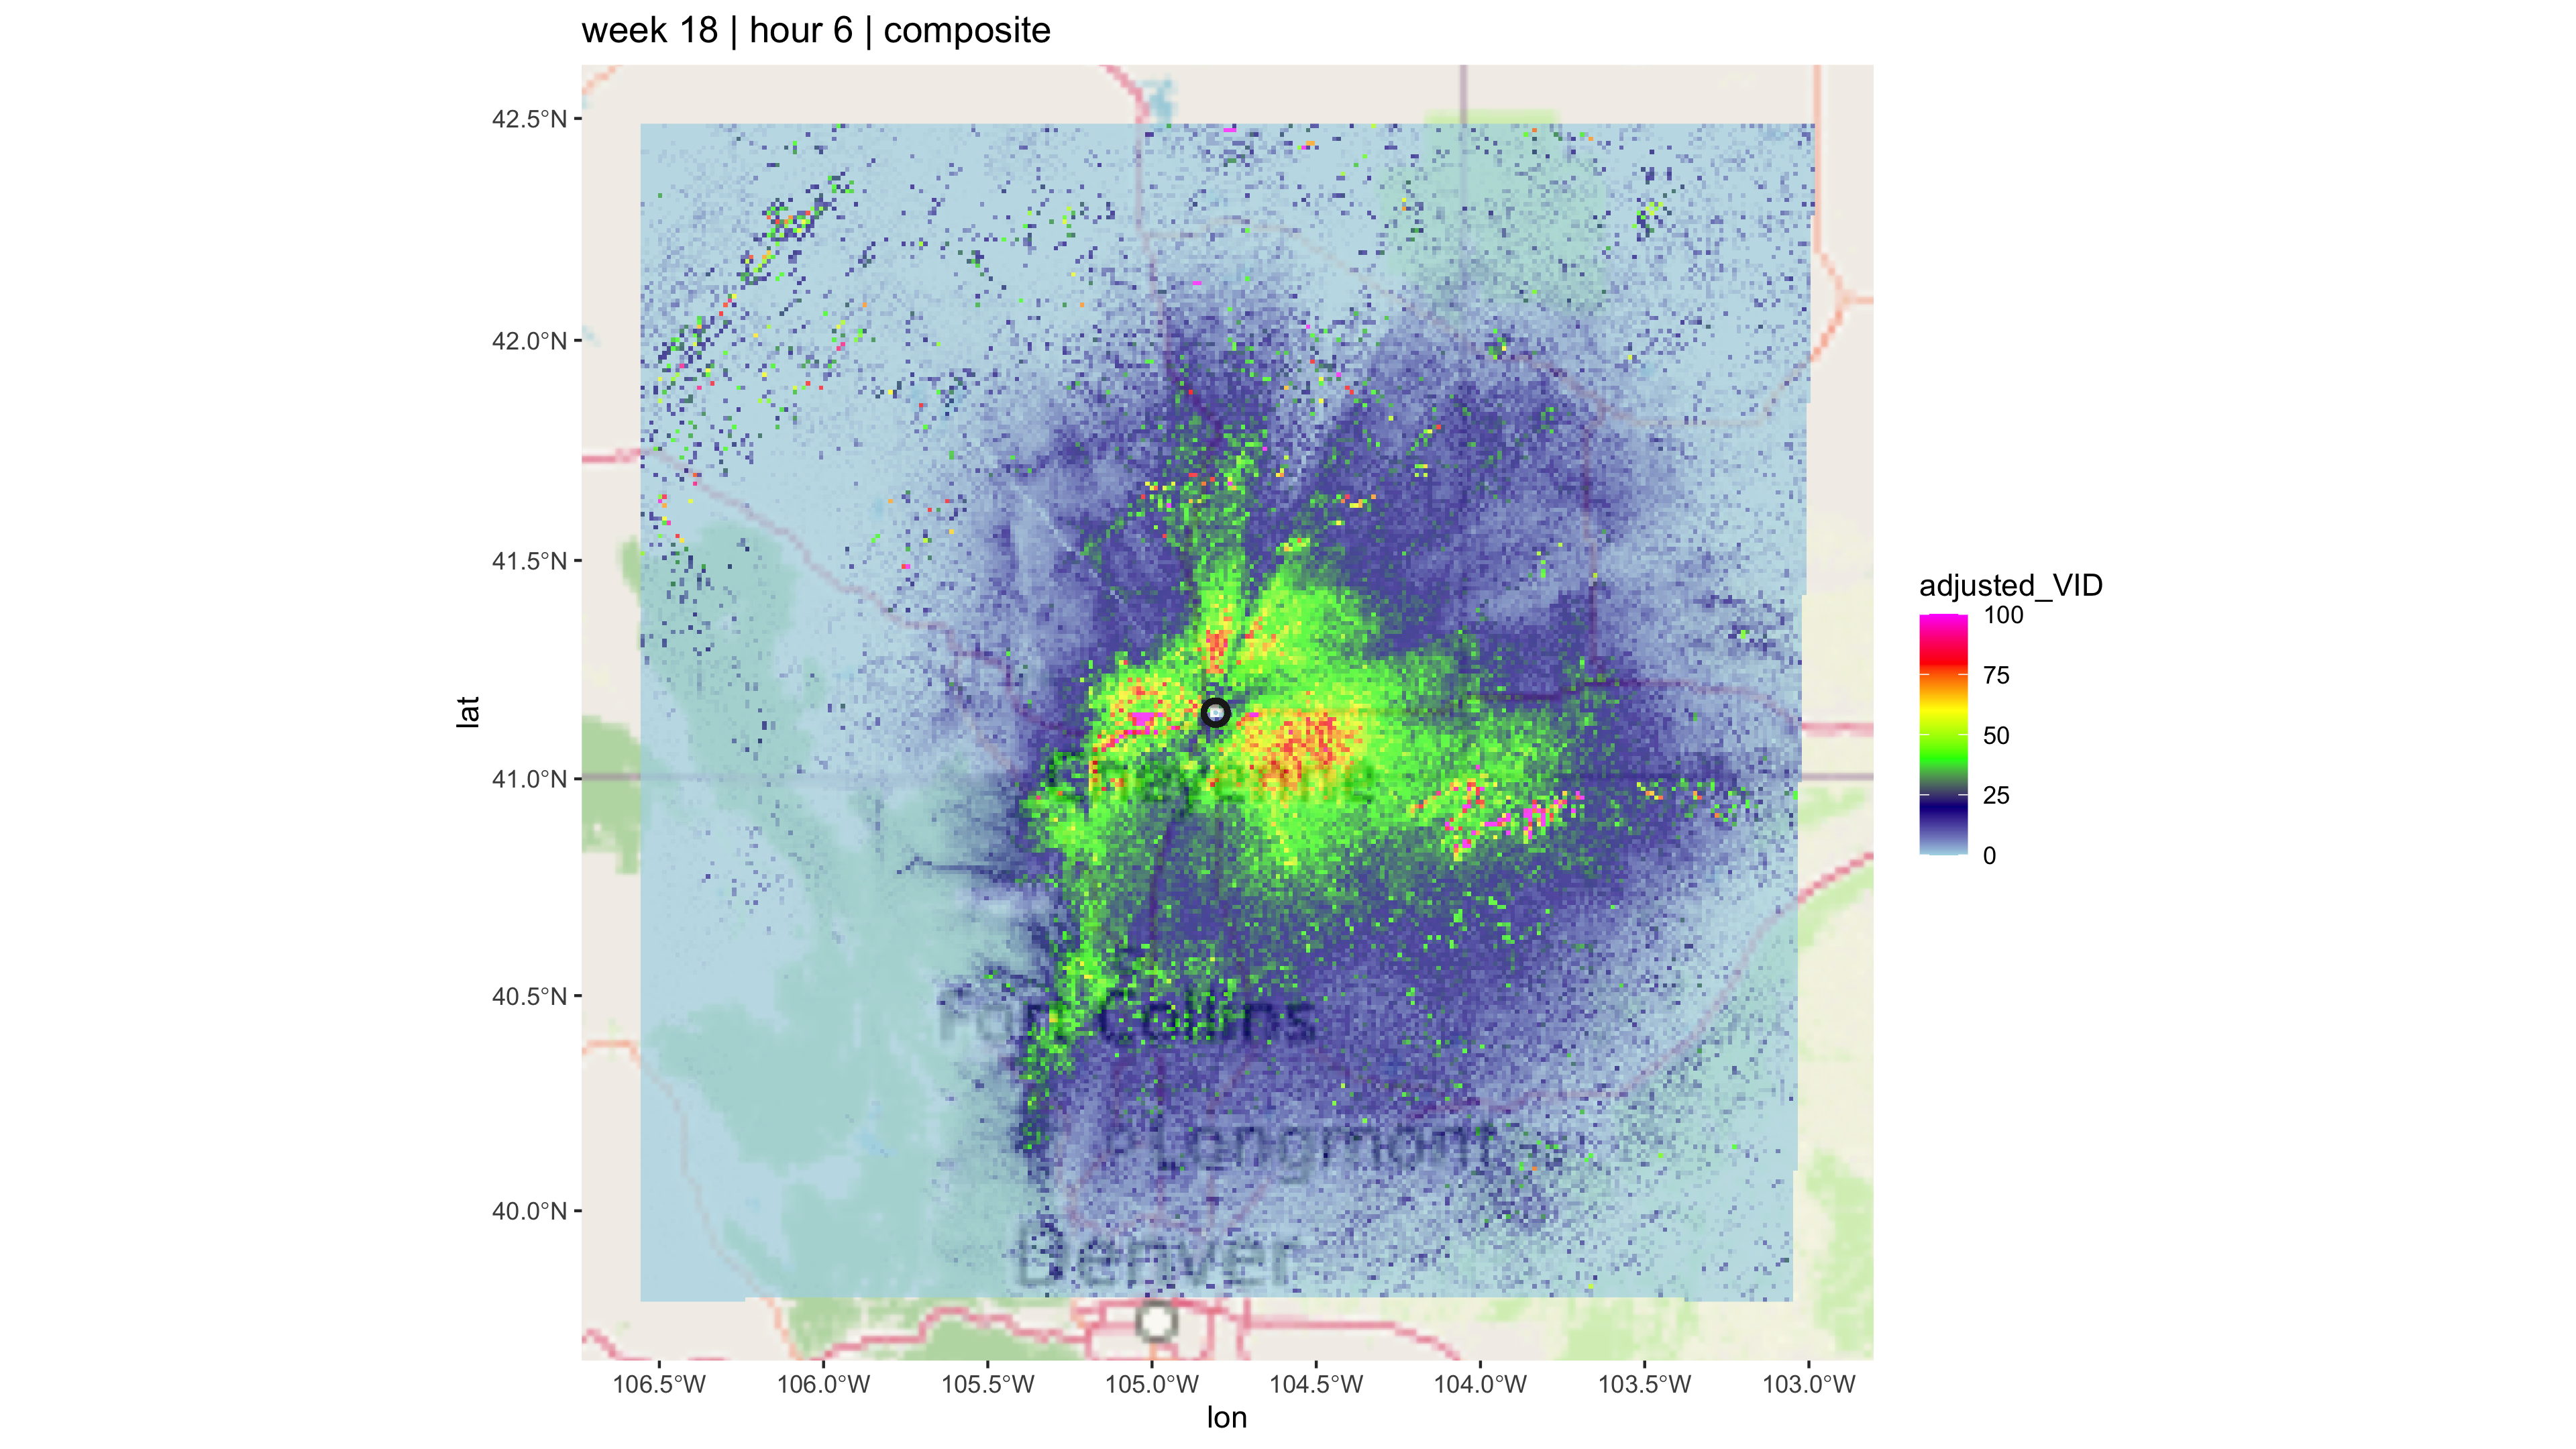 week 18 | hour 6 | composite
42.5°N
42.0°N
41.5°N
41.0°N
40.5°N
40.0°N
lat
Cheyenne
Fort Collins
Longmont
Denver
106.5°W
106.0°W
105.5°W
105.0°W
104.5°W
104.0°W
103.5°W
103.0°W
lon
adjusted_VID
100
75
50
25
0